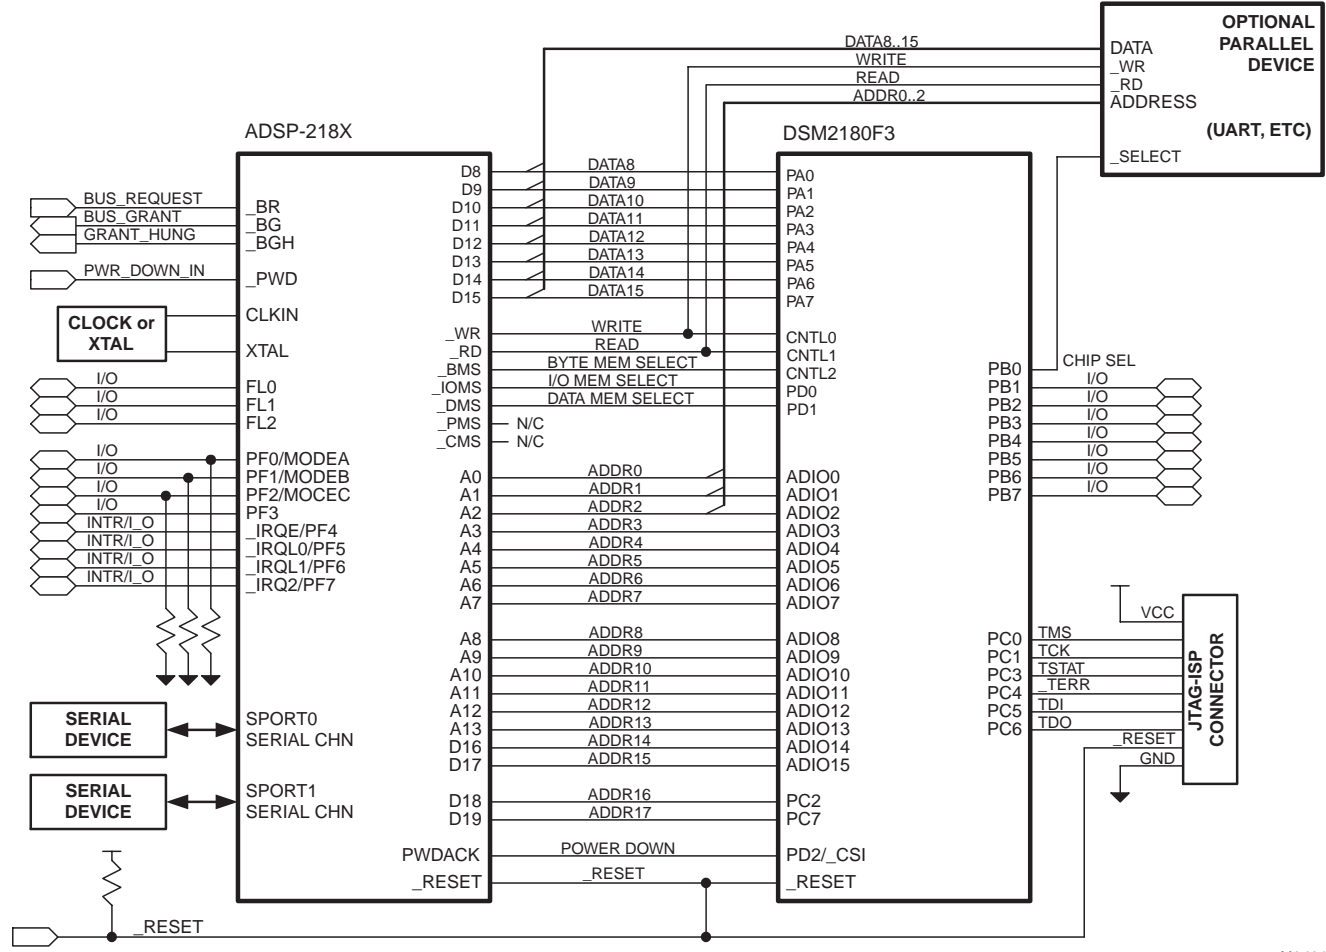 OPTIONAL
PARALLEL
DEVICE
(UART, ETC)
DATA
_WR
_RD
ADDRESS
_SELECT
DATA8..15
WRITE
READ
ADDR0..2
ADSP-218X
DSM2180F3
BUS_REQUEST
BUS_GRANT
GRANT_HUNG
PWR_DOWN_IN
CLOCK or
XTAL
I/O
I/O
I/O
I/O
I/O
I/O
I/O
INTR/I_O
INTR/I_O
INTR/I_O
INTR/I_O
SERIAL
DEVICE
SERIAL
DEVICE
_RESET
_BR
_BG
_BGH
_PWD
CLKIN
XTAL
FL0
FL1
FL2
PF0/MODEA
PF1/MODEB
PF2/MOCEC
PF3
_IRQE/PF4
_IRQL0/PF5
_IRQL1/PF6
_IRQ2/PF7
SPORT0
SERIAL CHN
SPORT1
SERIAL CHN
D8
D9
D10
D11
D12
D13
D14
D15
_WR
_RD
_BMS
_IOMS
_DMS
_PMS
_CMS
A0
A1
A2
A3
A4
A5
A6
A7
A8
A9
A10
A11
A12
A13
D16
D17
D18
D19
PWDACK
_RESET
DATA8
DATA9
DATA10
DATA11
DATA12
DATA13
DATA14
DATA15
WRITE
READ
BYTE MEM SELECT
I/O MEM SELECT
DATA MEM SELECT
N/C
N/C
ADDR0
ADDR1
ADDR2
ADDR3
ADDR4
ADDR5
ADDR6
ADDR7
ADDR8
ADDR9
ADDR10
ADDR11
ADDR12
ADDR13
ADDR14
ADDR15
ADDR16
ADDR17
POWER DOWN
_RESET
PA0
PA1
PA2
PA3
PA4
PA5
PA6
PA7
CNTL0
CNTL1
CNTL2
PD0
PD1
ADIO0
ADIO1
ADIO2
ADIO3
ADIO4
ADIO5
ADIO6
ADIO7
ADIO8
ADIO9
ADIO10
ADIO11
ADIO12
ADIO13
ADIO14
ADIO15
PC2
PC7
PD2/_CSI
_RESET
PB0
PB1
PB2
PB3
PB4
PB5
PB6
PB7
PC0
PC1
PC3
PC4
PC5
PC6
CHIP SEL
I/O
I/O
I/O
I/O
I/O
I/O
I/O
VCC
TMS
TCK
TSTAT
_TERR
TDI
TDO
_RESET
GND
JTAG-ISP
CONNECTOR